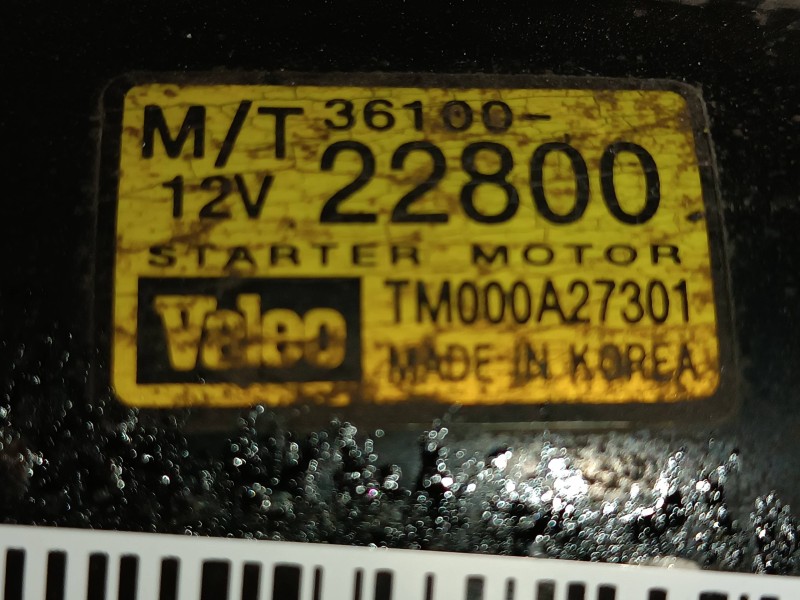 M/T 36100-
12V 22800
STARTER MOTOR
Valeo TM000A27301
MADE IN KOREA